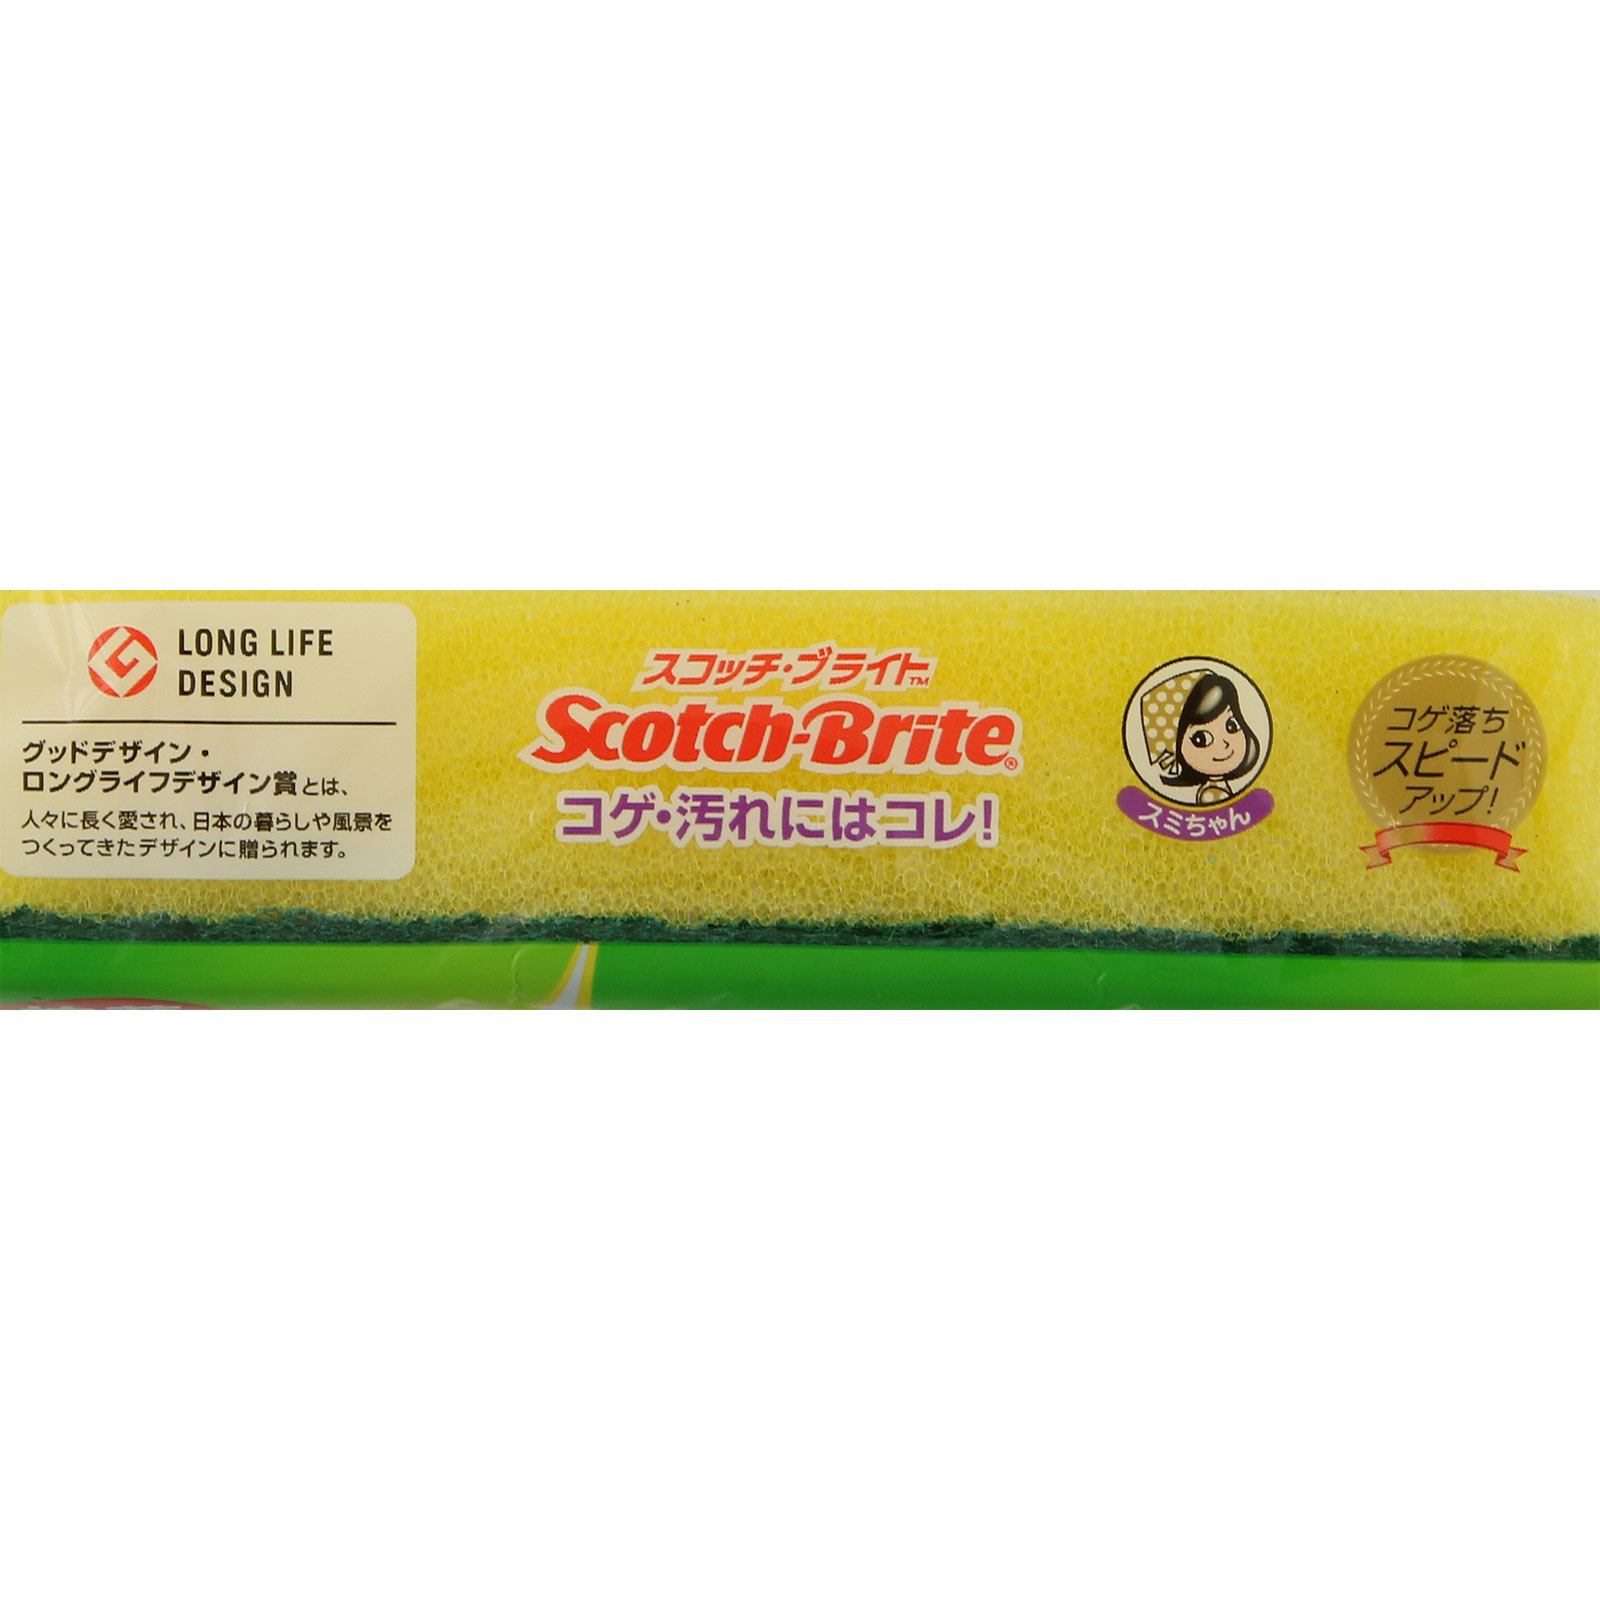 LONG LIFE
DESIGN
グッドデザイン・
ロングライフデザイン賞とは、
人々に長く愛され、日本の暮らしや風景を
つくってきたデザインに贈られます。
スコッチ・ブライト™
Scotch-Brite®
コゲ・汚れにはコレ!
スミちゃん
コゲ落ち
スピード
アップ!